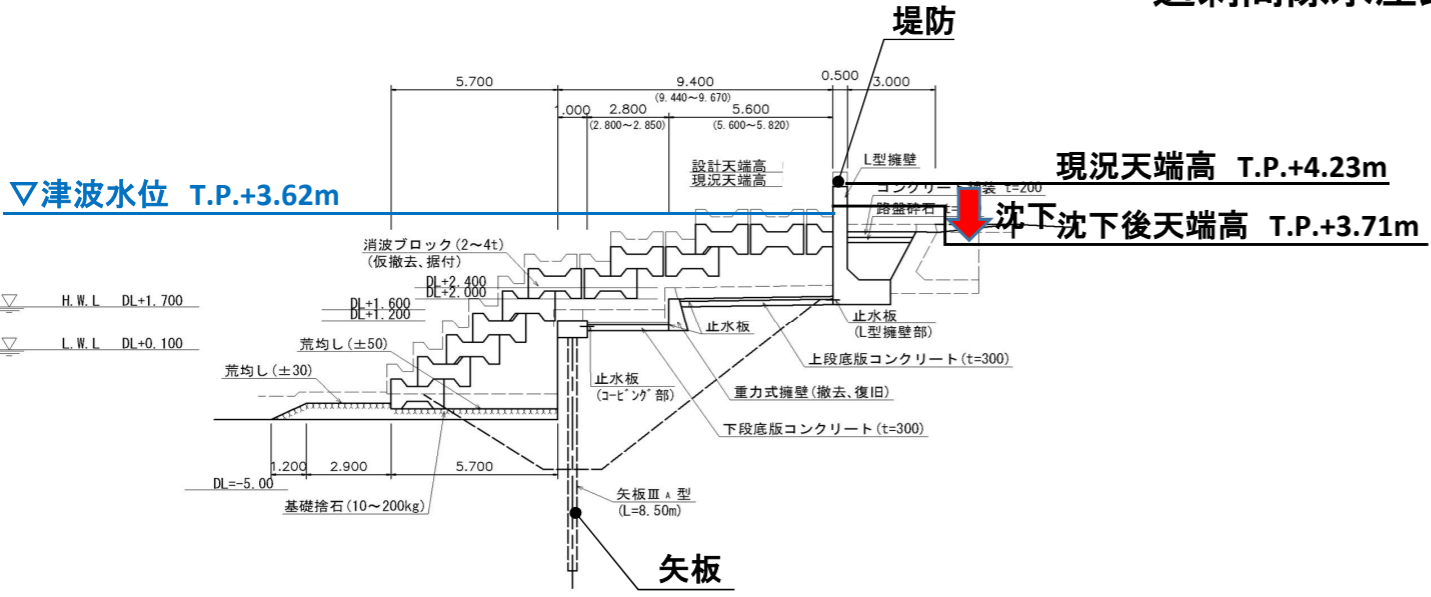 堤防
5.700
9.400
0.500
3.000
(9.440～9.670)
1.000
2.800
5.600
(2.800～2.850)
(5.600～5.820)
設計天端高
現況天端高
L型擁壁
現況天端高 T.P.+4.23m
▽津波水位 T.P.+3.62m
t=200
路盤砕石
沈下
沈下後天端高 T.P.+3.71m
消波ブロック(2～4t)
(仮撤去、据付)
DL+2.400
DL+2.000
H.W.L DL+1.700
DL+1.600
DL+1.200
止水板
止水板
(L型擁壁部)
L.W.L DL+0.100
荒均し(±50)
上段底版コンクリート(t=300)
荒均し(±30)
止水板
(コーピング部)
重力式擁壁(撤去、復旧)
下段底版コンクリート(t=300)
1.200
2.900
5.700
DL=-5.00
基礎捨石(10～200kg)
矢板Ⅲ A 型
(L=8.50m)
矢板